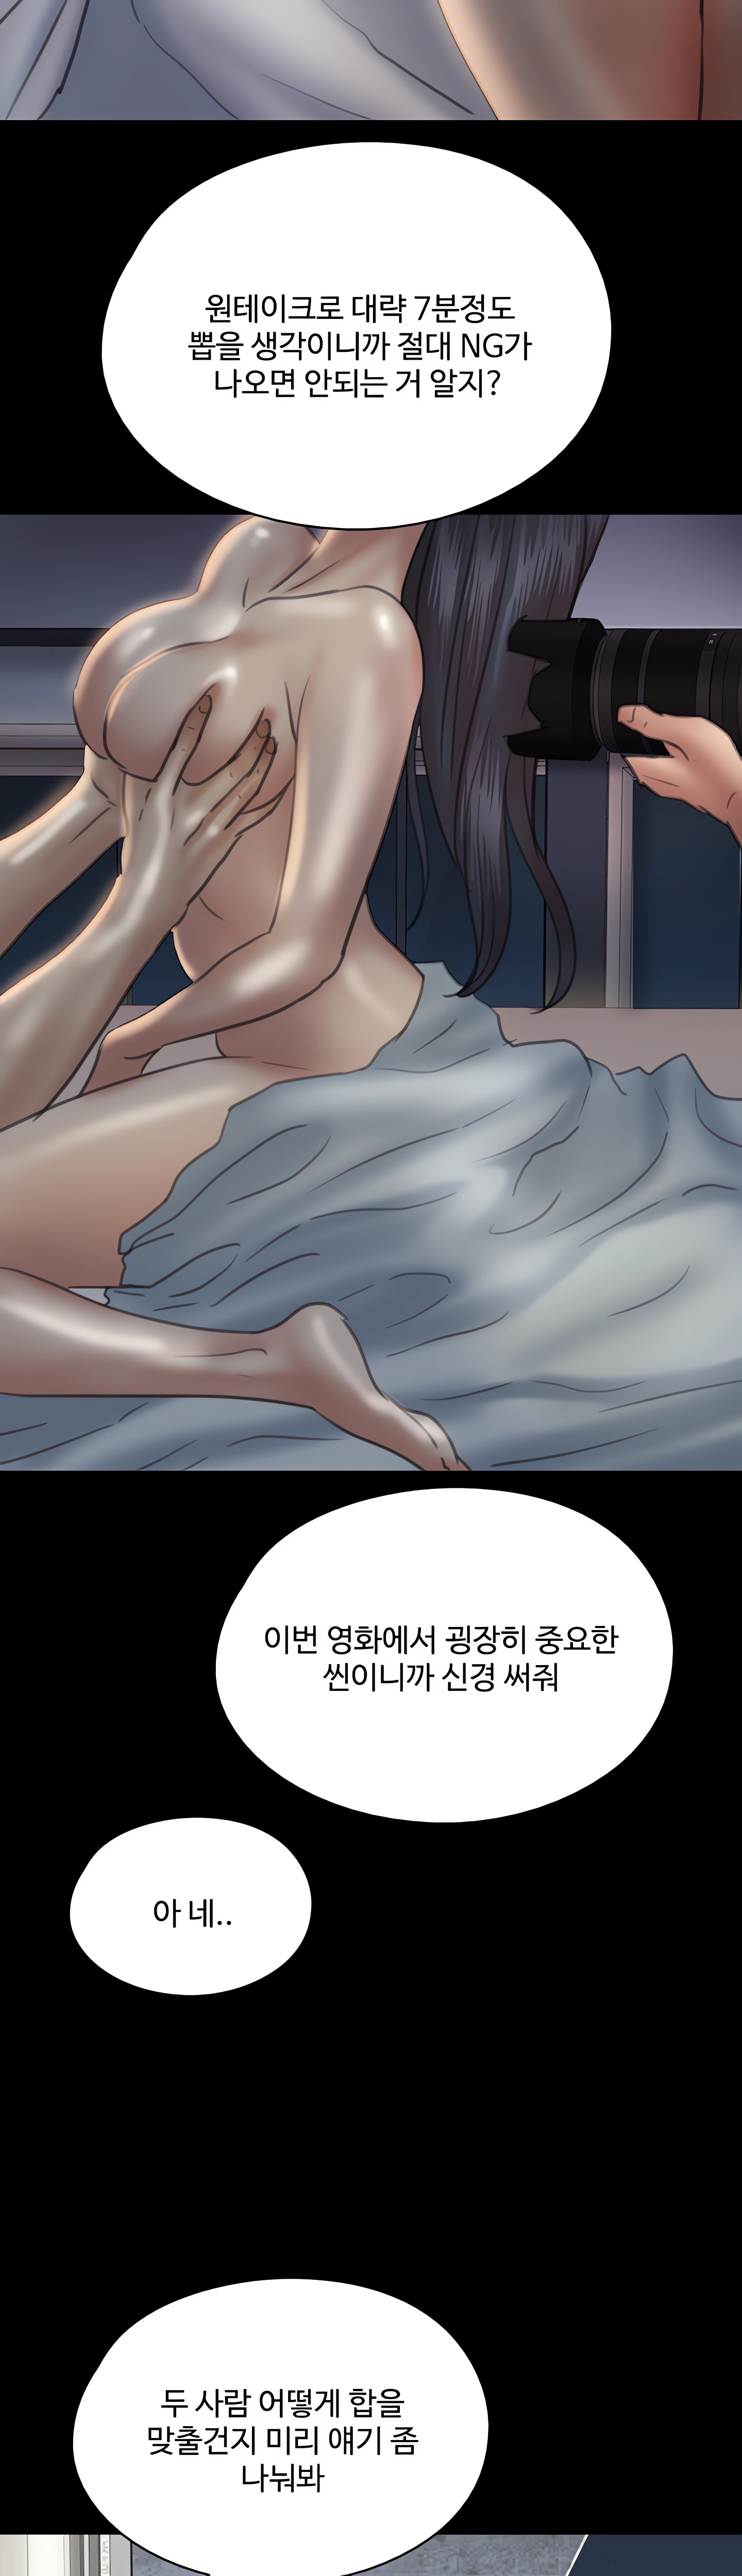 원테이크로 대략 7분정도
뽑을 생각이니까 절대 NG가
나오면 안되는 거 알지?
이번 영화에서 굉장히 중요한
씬이니까 신경 써줘
아 네..
두 사람 어떻게 합을
맞출건지 미리 얘기 좀
나눠봐